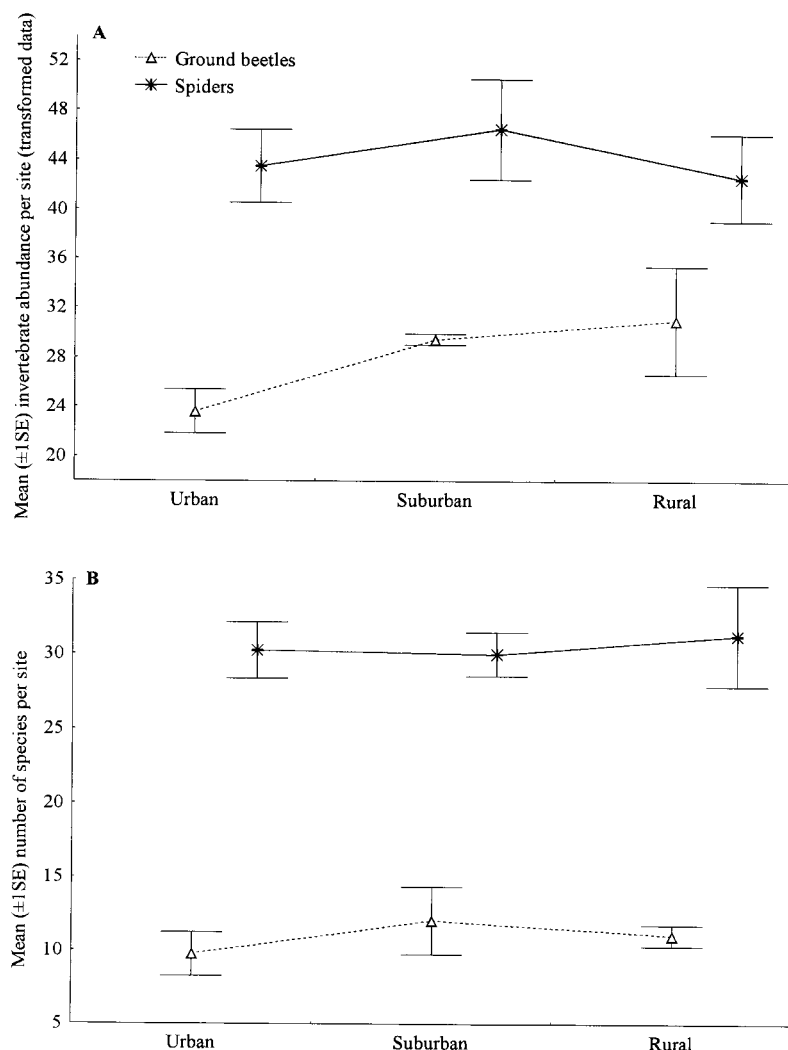 A
Mean (±1SE) invertebrate abundance per site (transformed data)
52
48
44
40
36
32
28
24
20
Ground beetles
Spiders
Urban Suburban Rural
B
Mean (±1SE) number of species per site
35
30
25
20
15
10
5
Urban Suburban Rural